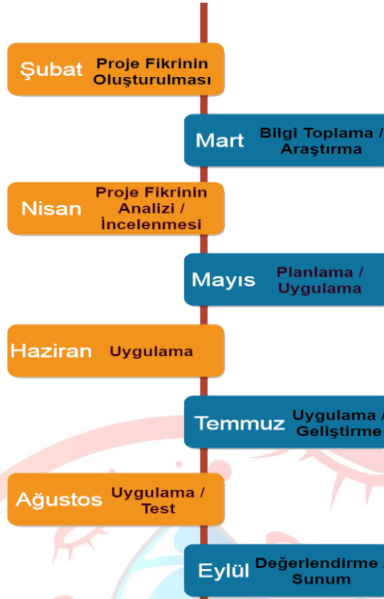 Şubat
Proje Fikrinin
Oluşturulması
Mart
Bilgi Toplama /
Araştırma
Nisan
Proje Fikrinin
Analizi /
İncelenmesi
Mayıs
Planlama /
Uygulama
Haziran
Uygulama
Temmuz
Uygulama /
Geliştirme
Ağustos
Uygulama /
Test
Eylül
Değerlendirme /
Sunum